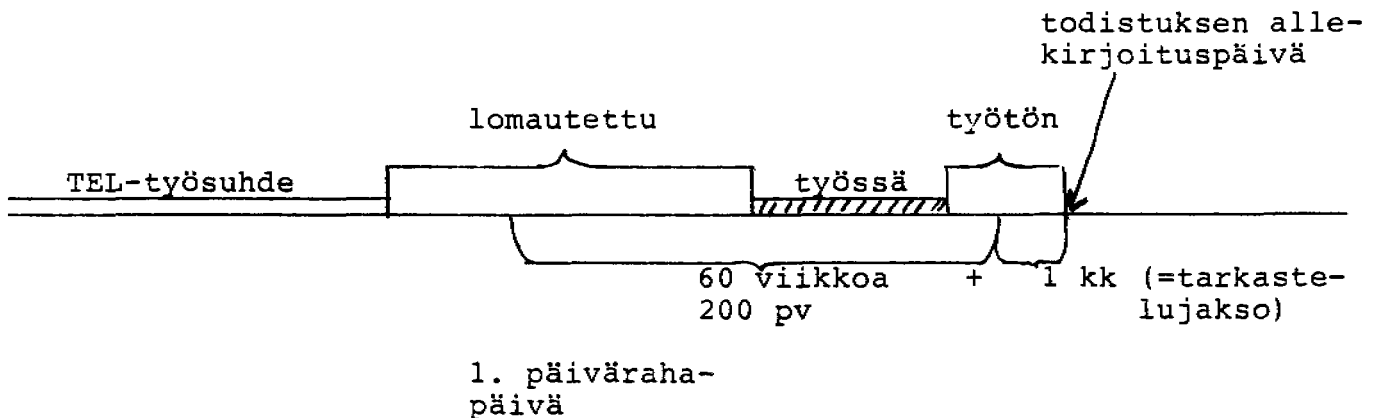 todistuksen alle-
kirjoituspäivä
lomautettu työtön
TEL-työsuhde työssä
60 viikkoa + 1 kk (=tarkaste-
200 pv lujakso)
1. päiväraha-
päivä